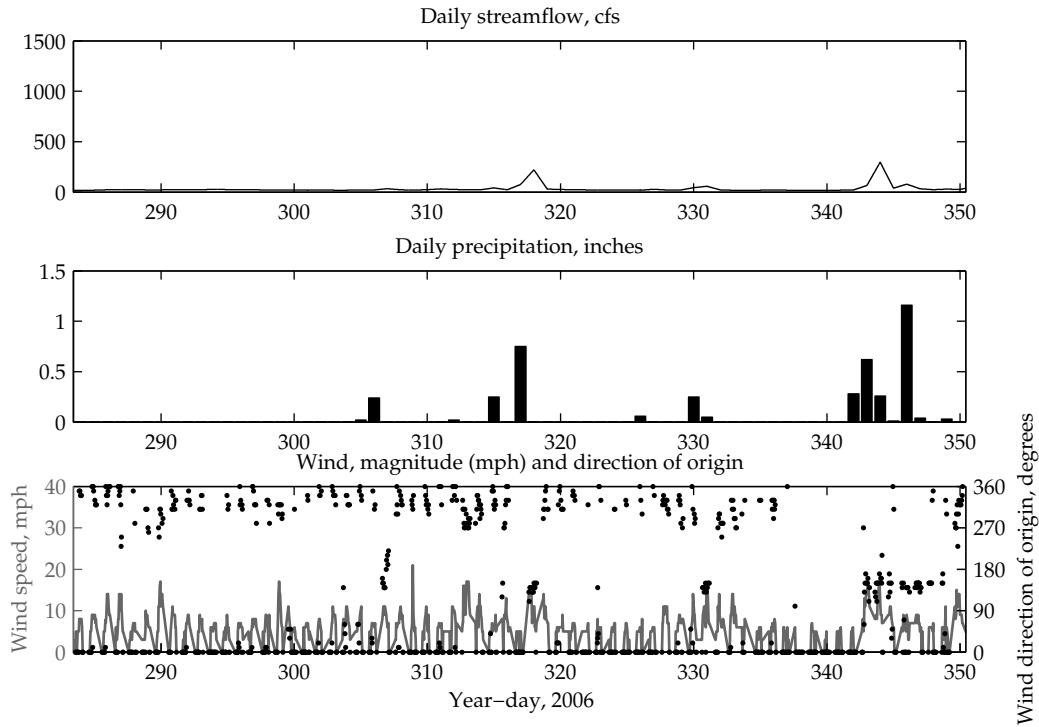 Daily streamflow, cfs
1500
1000
500
0
290 300 310 320 330 340 350
Daily precipitation, inches
1.5
1
0.5
0
290 300 310 320 330 340 350
Wind, magnitude (mph) and direction of origin
40 360
30 270
20 180
10 90
0 0
Wind speed, mph
Wind direction of origin, degrees
290 300 310 320 330 340 350
Year−day, 2006